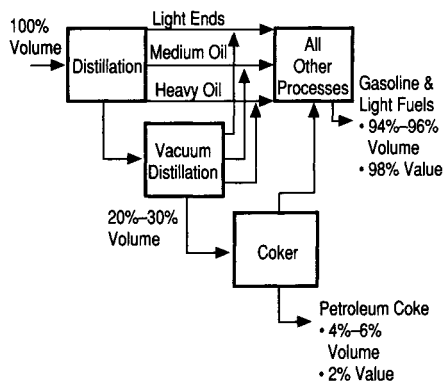 Light Ends
100%
Volume
Distillation
Medium Oil
Heavy Oil
All
Other
Processes
Gasoline &
Light Fuels
• 94%–96%
Volume
• 98% Value
Vacuum
Distillation
20%–30%
Volume
Coker
Petroleum Coke
• 4%–6%
Volume
• 2% Value